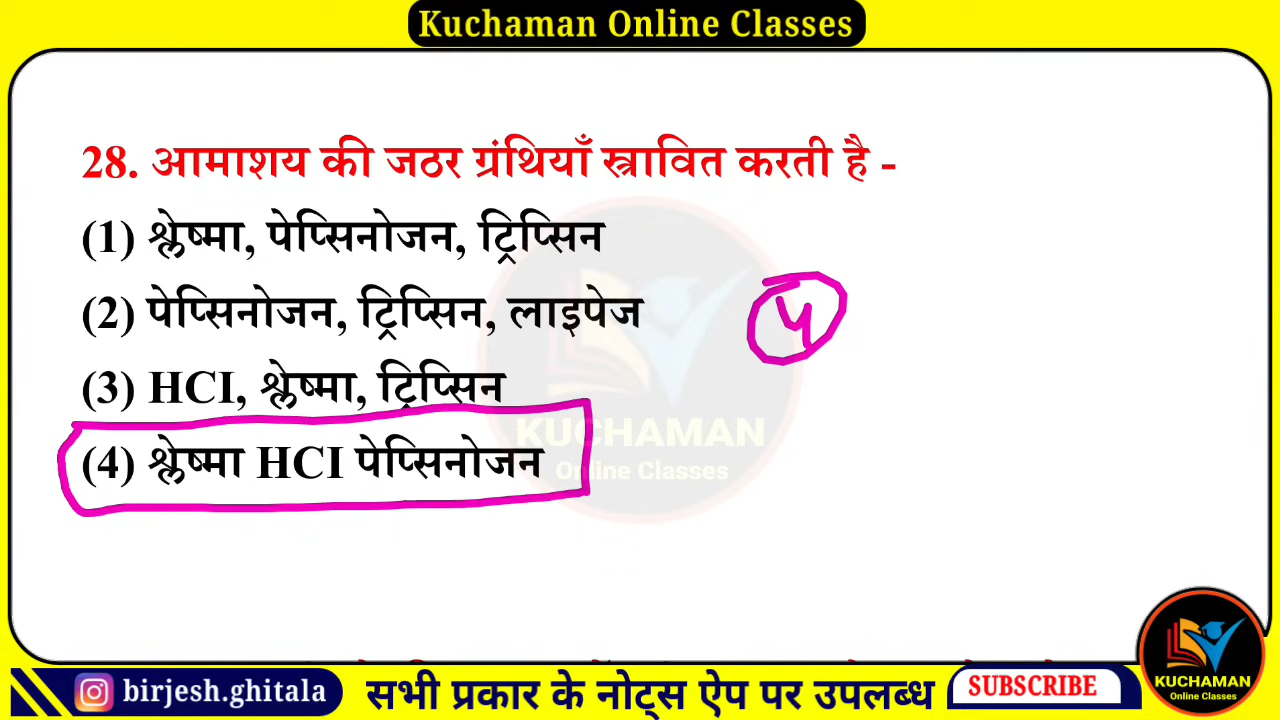 Kuchaman Online Classes
28. आमाशय की जठर ग्रंथियाँ स्त्रावित करती है -
(1) श्लेष्मा, पेप्सिनोजन, ट्रिप्सिन
(2) पेप्सिनोजन, ट्रिप्सिन, लाइपेज
(3) HCI, श्लेष्मा, ट्रिप्सिन
(4) श्लेष्मा HCI पेप्सिनोजन
KUCHAMAN
Online Classes
birjesh.ghitala
सभी प्रकार के नोट्स ऐप पर उपलब्ध
SUBSCRIBE
KUCHAMAN
Online Classes